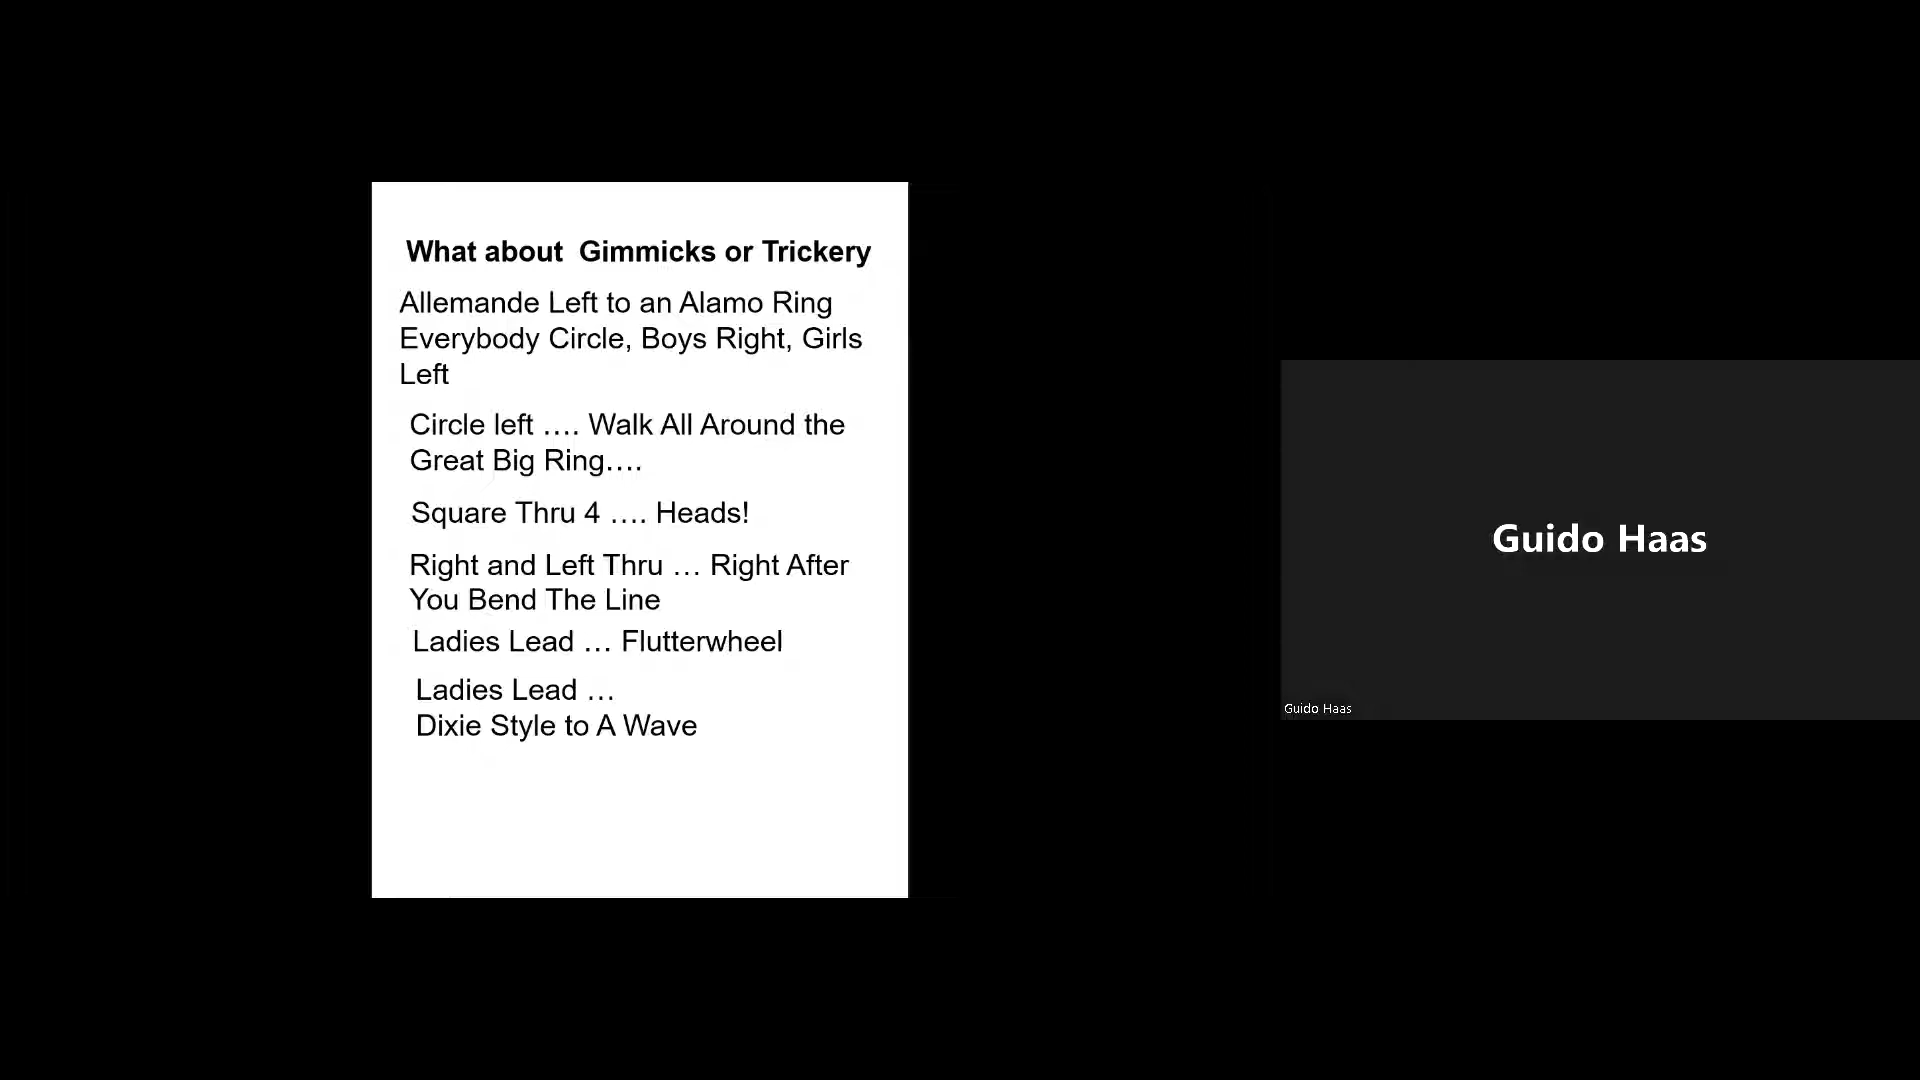 What about  Gimmicks or Trickery
Allemande Left to an Alamo Ring
Everybody Circle, Boys Right, Girls
Left
Circle left …. Walk All Around the
Great Big Ring….
Square Thru 4 …. Heads!
Right and Left Thru … Right After
You Bend The Line
Ladies Lead … Flutterwheel
Ladies Lead …
Dixie Style to A Wave
Guido Haas
Guido Haas